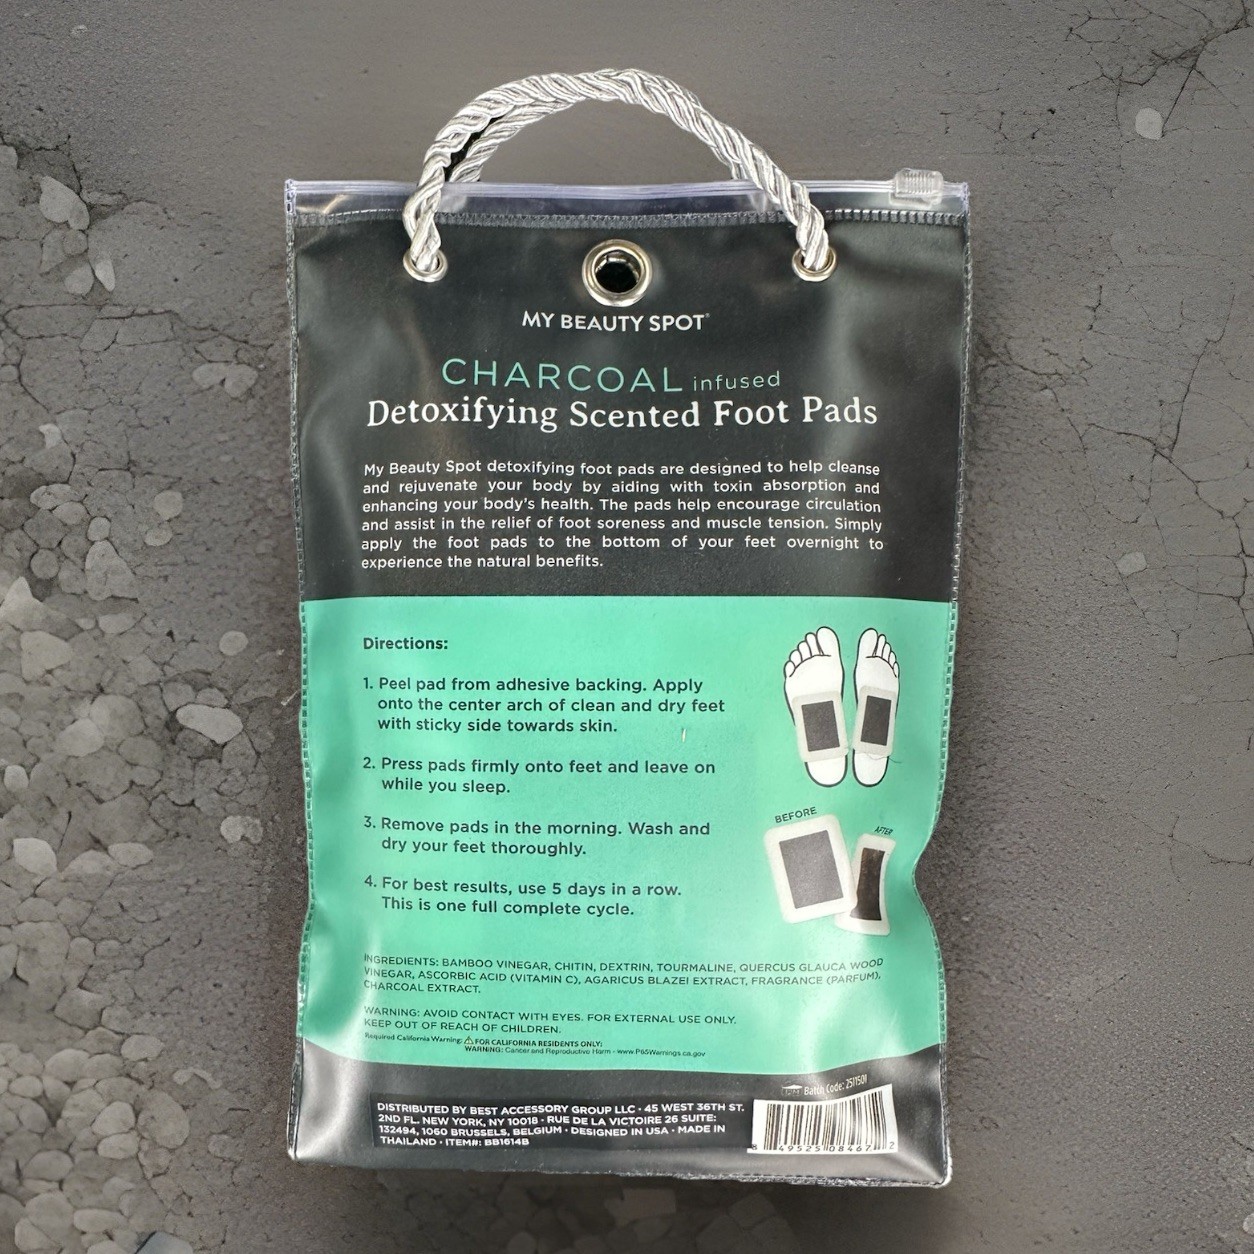 MY BEAUTY SPOT®
CHARCOAL infused
Detoxifying Scented Foot Pads
My Beauty Spot detoxifying foot pads are designed to help cleanse
and rejuvenate your body by aiding with toxin absorption and
enhancing your body's health. The pads help encourage circulation
and assist in the relief of foot soreness and muscle tension. Simply
apply the foot pads to the bottom of your feet overnight to
experience the natural benefits.
Directions:
1. Peel pad from adhesive backing. Apply
onto the center arch of clean and dry feet
with sticky side towards skin.
2. Press pads firmly onto feet and leave on
while you sleep.
3. Remove pads in the morning. Wash and
dry your feet thoroughly.
4. For best results, use 5 days in a row.
This is one full complete cycle.
BEFORE
AFTER
INGREDIENTS: BAMBOO VINEGAR, CHITIN, DEXTRIN, TOURMALINE, QUERCUS GLAUCA WOOD
VINEGAR, ASCORBIC ACID (VITAMIN C), AGARICUS BLAZEI EXTRACT, FRAGRANCE (PARFUM),
CHARCOAL EXTRACT.
WARNING: AVOID CONTACT WITH EYES. FOR EXTERNAL USE ONLY.
KEEP OUT OF REACH OF CHILDREN.
Required California Warning: ⚠ FOR CALIFORNIA RESIDENTS ONLY:
WARNING: Cancer and Reproductive Harm - www.P65Warnings.ca.gov
Batch Code: 2511501
DISTRIBUTED BY BEST ACCESSORY GROUP LLC • 45 WEST 36TH ST.
2ND FL. NEW YORK, NY 10018 • RUE DE LA VICTOIRE 26 SUITE:
132494, 1060 BRUSSELS, BELGIUM • DESIGNED IN USA • MADE IN
THAILAND • ITEM#: BB1614B
8 49525 08467 2